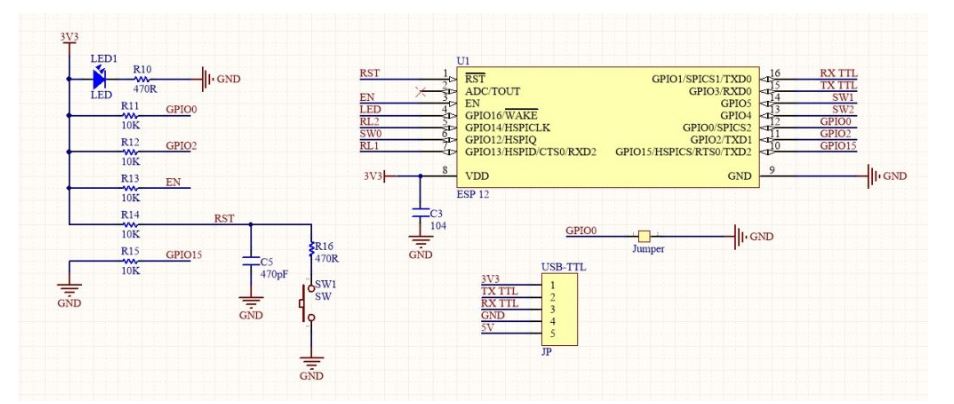 3V3
LED1
LED
R10
470R
GND
R11
10K
GPIO0
R12
10K
GPIO2
R13
10K
EN
R14
10K
RST
R15
10K
GPIO15
GND
C5
470pF
GND
R16
470R
SW1
SW
GND
U1
RST 1 RST
2 ADC/TOUT
EN 3 EN
LED 4 GPIO16/WAKE
RL2 5 GPIO14/HSPICLK
SW0 6 GPIO12/HSPIQ
RL1 7 GPIO13/HSPID/CTS0/RXD2
3V3 8 VDD
GPIO1/SPICS1/TXD0 16 RX TTL
GPIO3/RXD0 15 TX TTL
GPIO5 14 SW1
GPIO4 13 SW2
GPIO0/SPICS2 12 GPIO0
GPIO2/TXD1 11 GPIO2
GPIO15/HSPICS/RTS0/TXD2 10 GPIO15
GND 9 GND
ESP 12
C3
104
GND
GPIO0
Jumper
GND
USB-TTL
3V3 1
TX TTL 2
RX TTL 3
GND 4
5V 5
JP